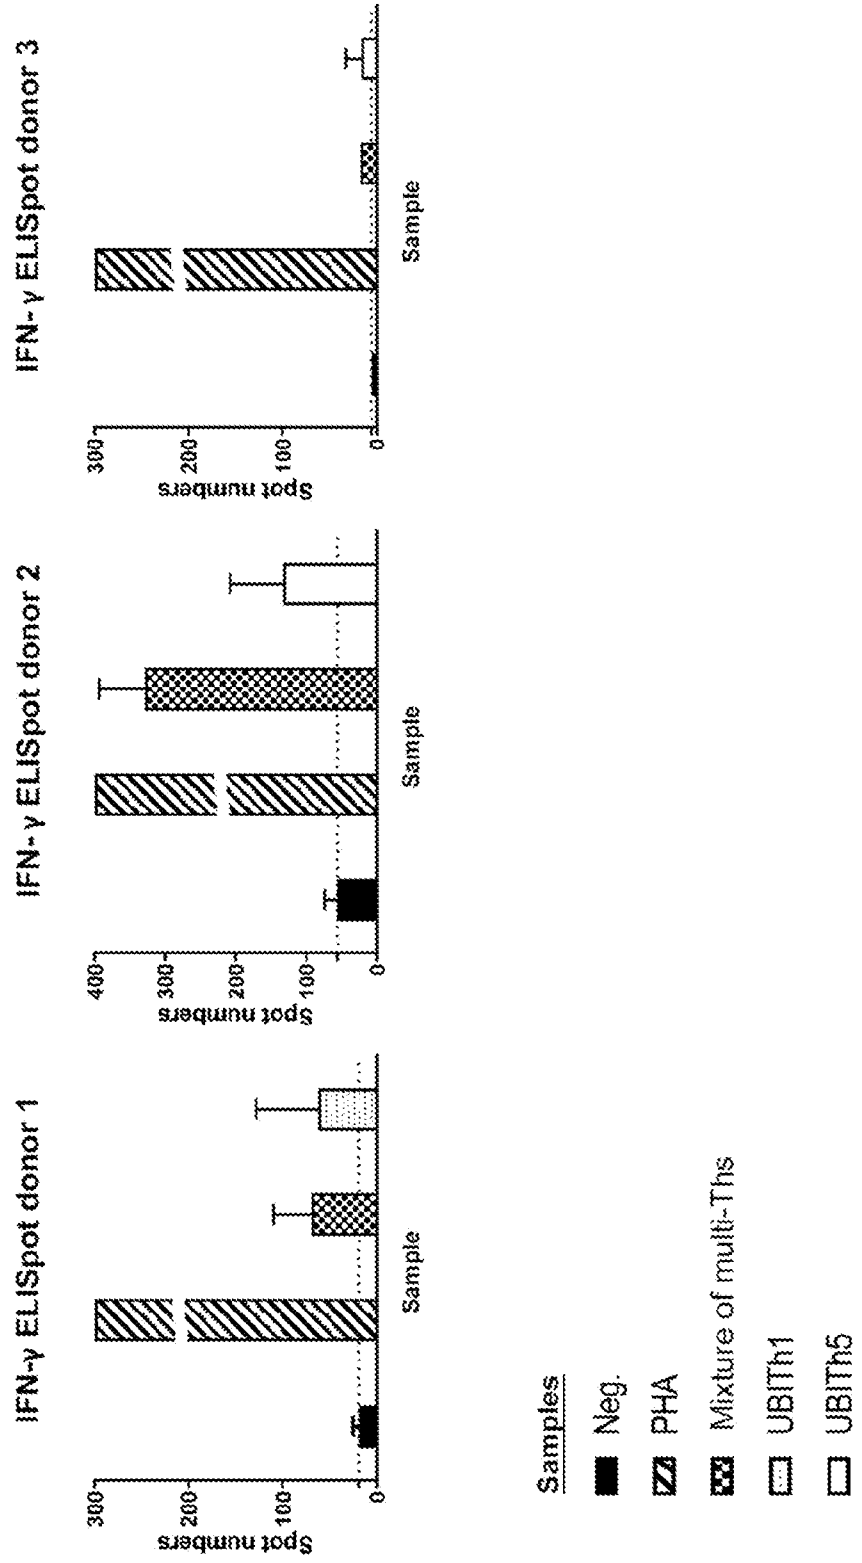 IFN-γ ELISpot donor 1
Spot numbers
300
200
100
0
Sample
IFN-γ ELISpot donor 2
Spot numbers
400
300
200
100
0
Sample
IFN-γ ELISpot donor 3
Spot numbers
300
200
100
0
Sample
Samples
Neg.
PHA
Mixture of multi-Ths
UBITh1
UBITh5